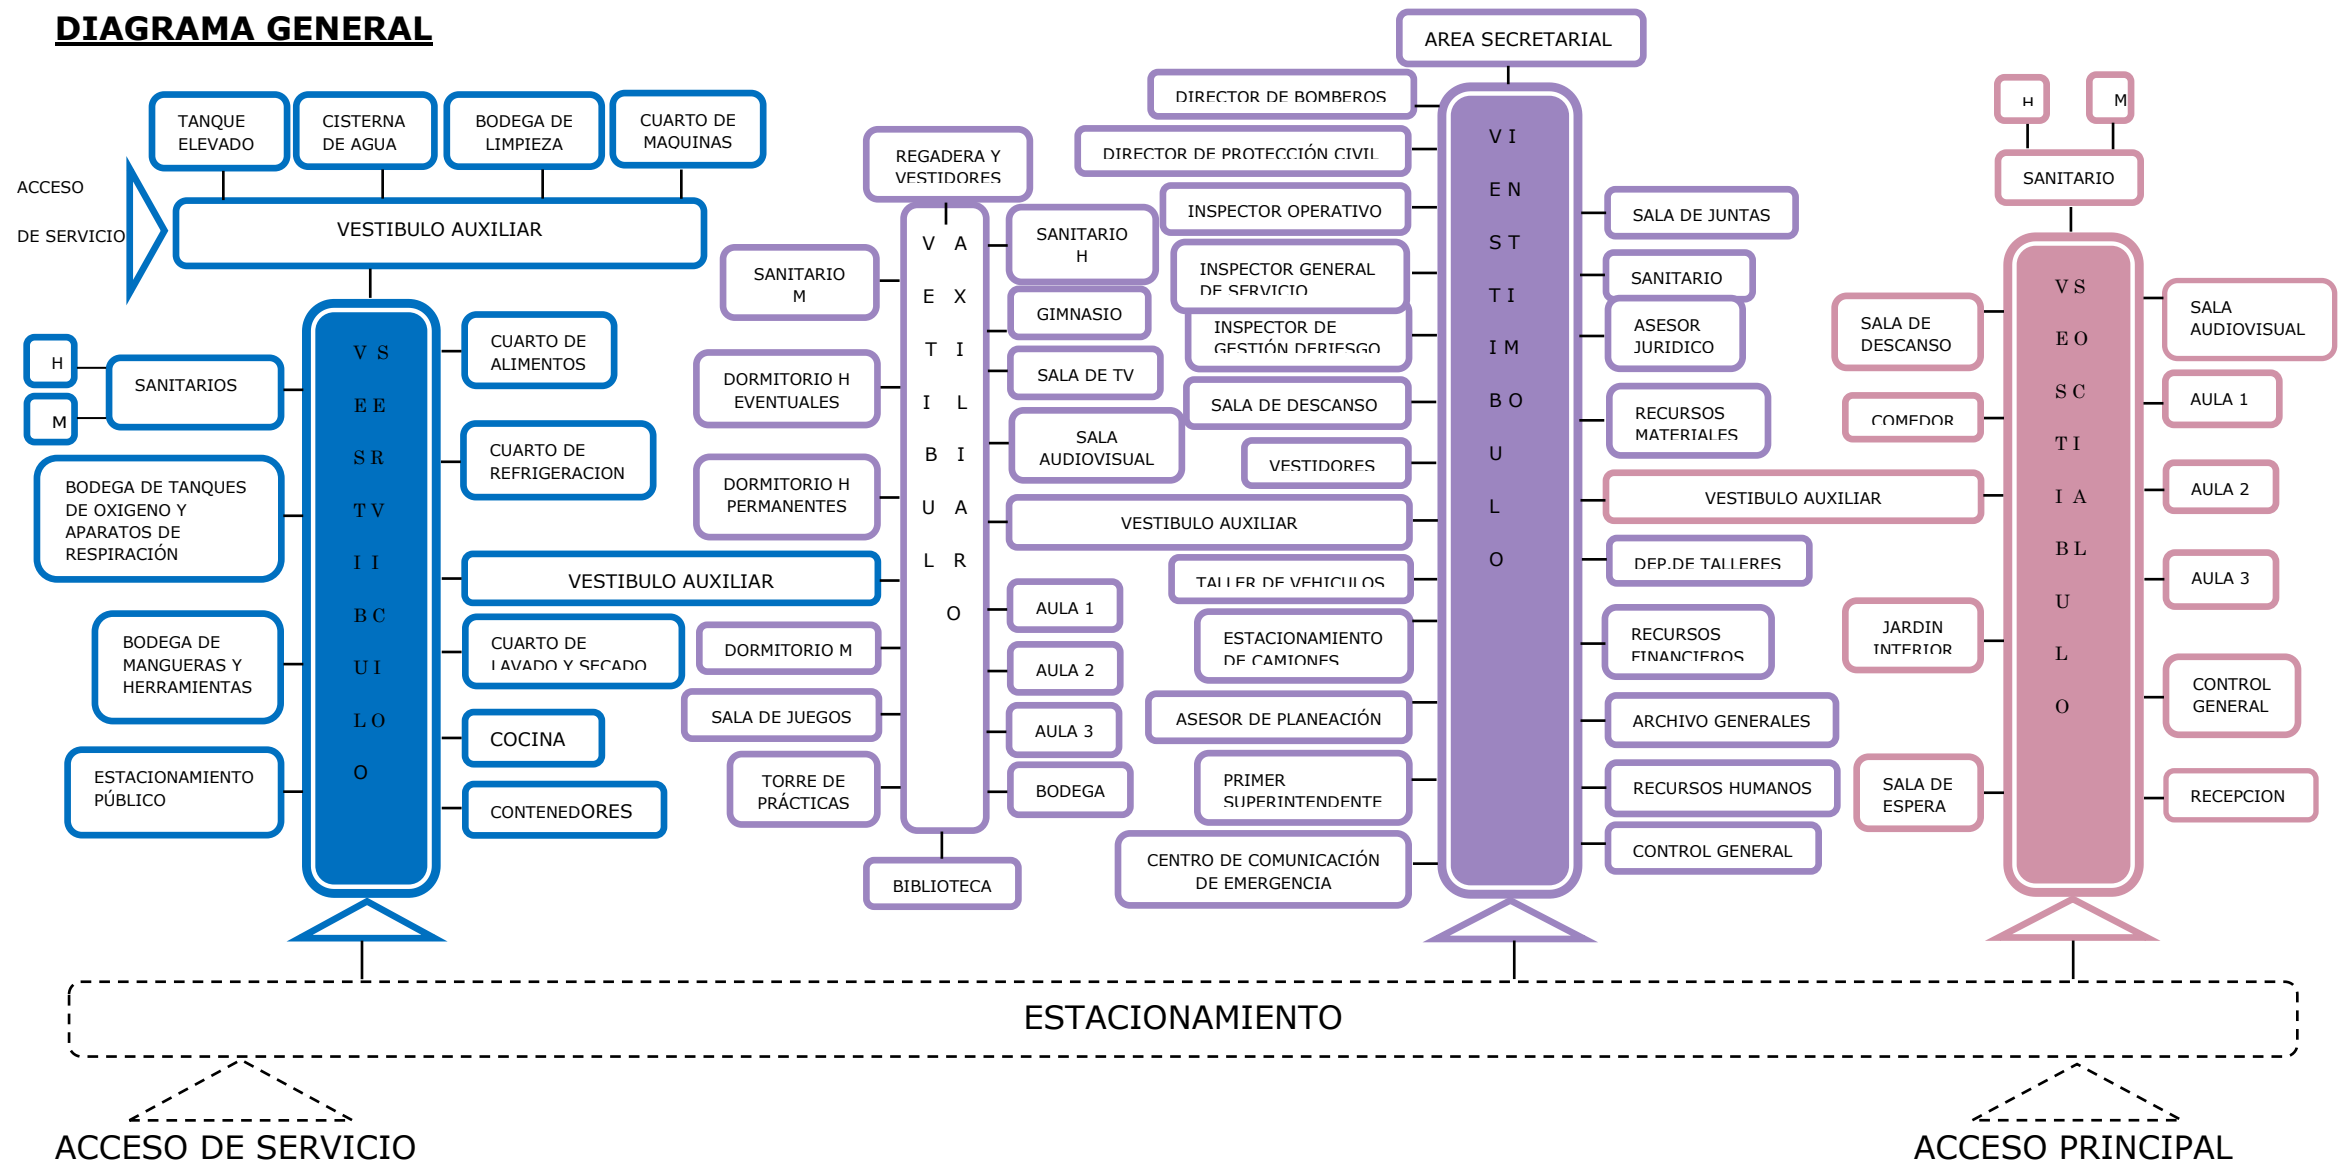 DIAGRAMA GENERAL
ACCESO
DE SERVICIO
TANQUE
ELEVADO
CISTERNA
DE AGUA
BODEGA DE
LIMPIEZA
CUARTO DE
MAQUINAS
VESTIBULO AUXILIAR
H
M
SANITARIOS
BODEGA DE TANQUES
DE OXIGENO Y
APARATOS DE
RESPIRACIÓN
BODEGA DE
MANGUERAS Y
HERRAMIENTAS
ESTACIONAMIENTO
PÚBLICO
V S
E E
S R
T V
I I
B C
U I
L O
O
CUARTO DE
ALIMENTOS
CUARTO DE
REFRIGERACION
VESTIBULO AUXILIAR
CUARTO DE
LAVADO Y SECADO
COCINA
CONTENEDORES
REGADERA Y
VESTIDORES
SANITARIO
M
DORMITORIO H
EVENTUALES
DORMITORIO H
PERMANENTES
DORMITORIO M
SALA DE JUEGOS
TORRE DE
PRÁCTICAS
V A
E X
T I
I L
B I
U A
L R
O
SANITARIO
H
GIMNASIO
SALA DE TV
SALA
AUDIOVISUAL
VESTIBULO AUXILIAR
AULA 1
AULA 2
AULA 3
BODEGA
BIBLIOTECA
AREA SECRETARIAL
DIRECTOR DE BOMBEROS
DIRECTOR DE PROTECCIÓN CIVIL
INSPECTOR OPERATIVO
INSPECTOR GENERAL
DE SERVICIO
INSPECTOR DE
GESTIÓN DERIESGO
SALA DE DESCANSO
VESTIDORES
TALLER DE VEHICULOS
ESTACIONAMIENTO
DE CAMIONES
ASESOR DE PLANEACIÓN
PRIMER
SUPERINTENDENTE
CENTRO DE COMUNICACIÓN
DE EMERGENCIA
V I
E N
S T
T I
I M
B O
U
L
O
SALA DE JUNTAS
SANITARIO
ASESOR
JURIDICO
RECURSOS
MATERIALES
VESTIBULO AUXILIAR
DEP.DE TALLERES
RECURSOS
FINANCIEROS
ARCHIVO GENERALES
RECURSOS HUMANOS
CONTROL GENERAL
H
M
SANITARIO
SALA DE
DESCANSO
COMEDOR
JARDIN
INTERIOR
SALA DE
ESPERA
V S
E O
S C
T I
I A
B L
U
L
O
SALA
AUDIOVISUAL
AULA 1
AULA 2
AULA 3
CONTROL
GENERAL
RECEPCION
ESTACIONAMIENTO
ACCESO DE SERVICIO
ACCESO PRINCIPAL